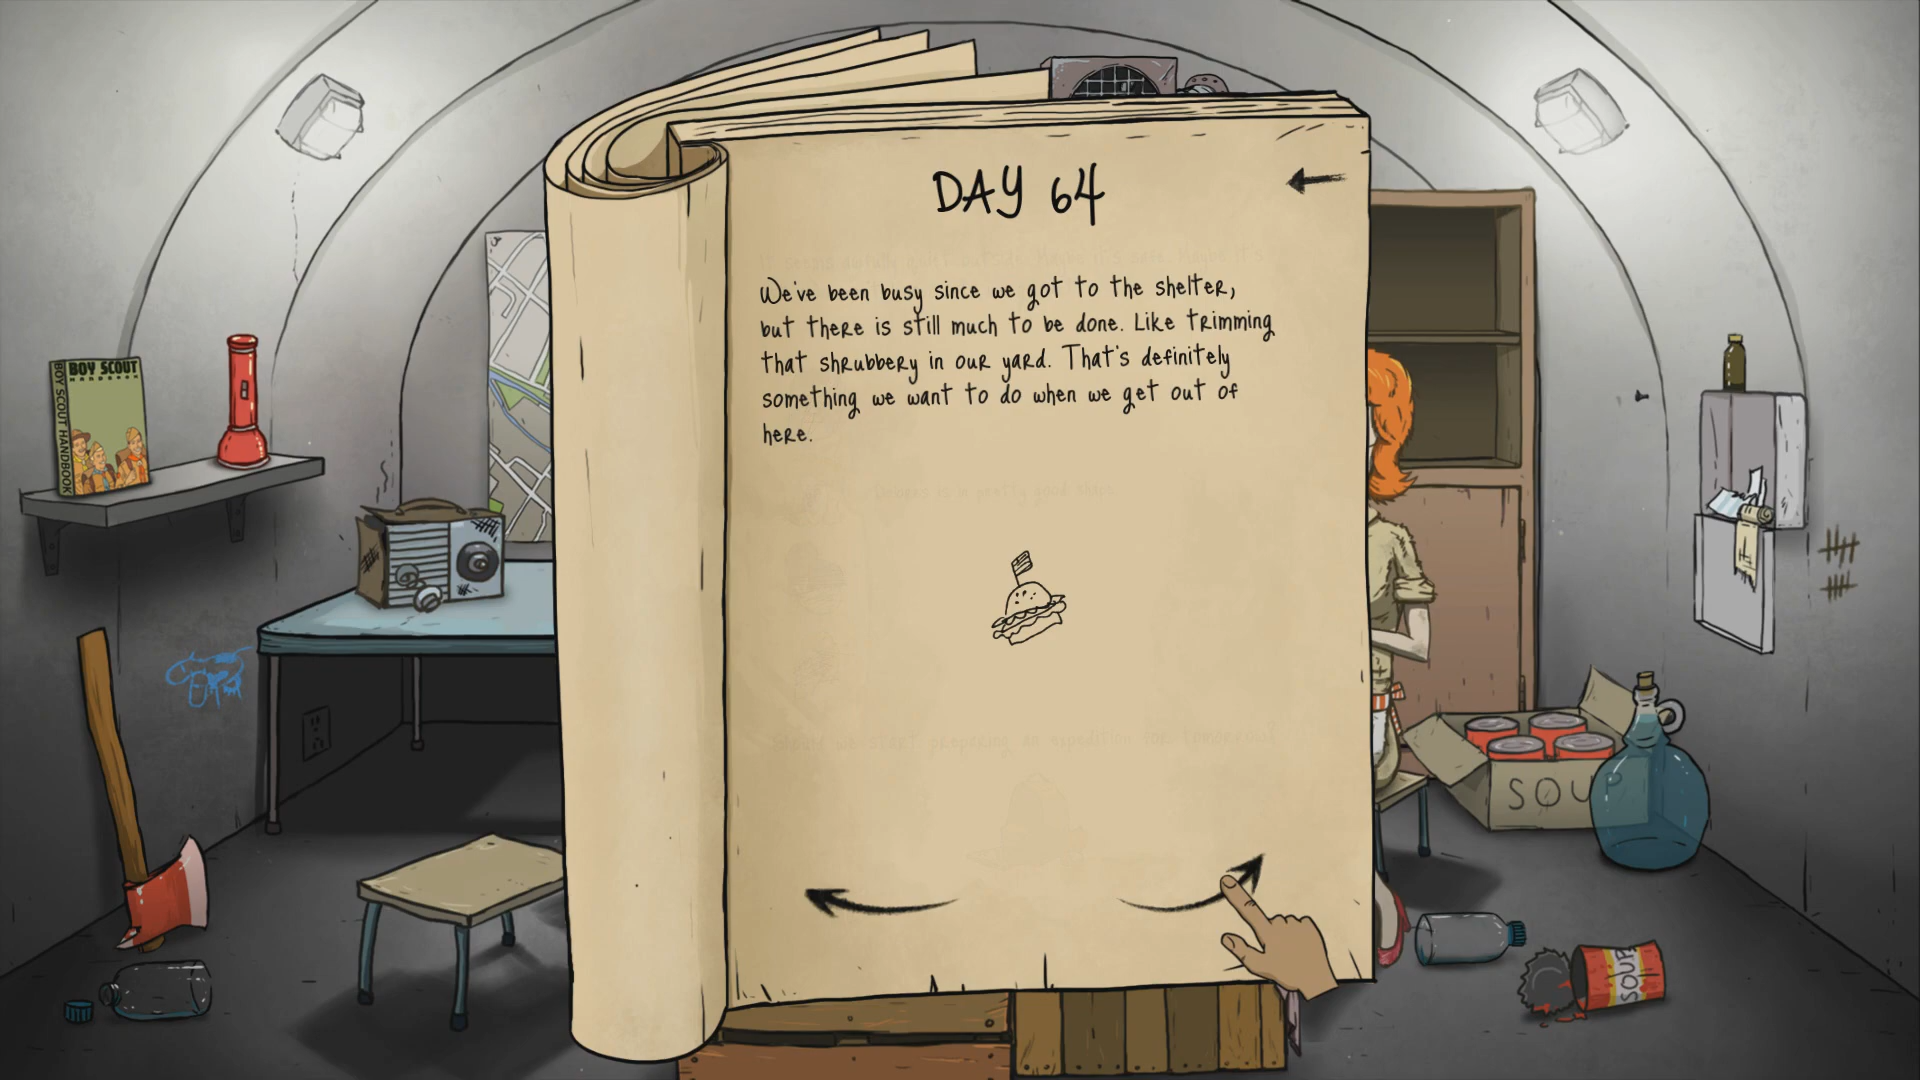 DAY 64
We've been busy since we got to the shelter,
but there is still much to be done. Like trimming
that shrubbery in our yard. That's definitely
something we want to do when we get out of
here.
BOY SCOUT
HANDBOOK
BOY SCOUT HANDBOOK
SOUP
SOUP